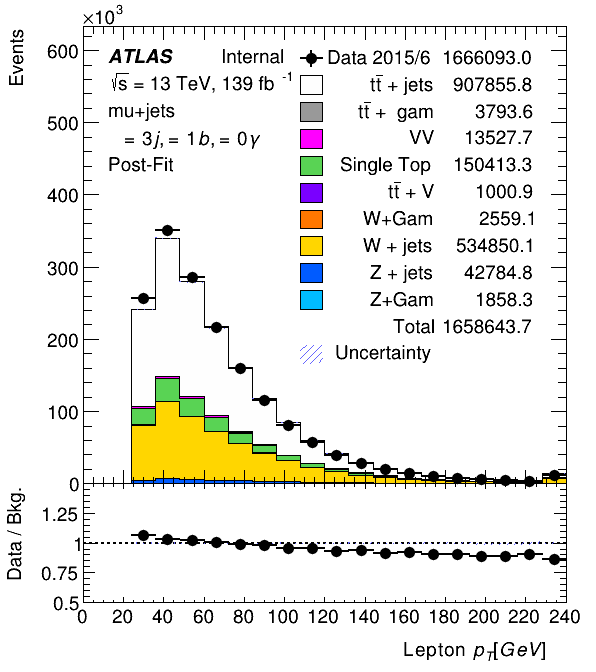 ×10³
Events
600
500
400
300
200
100
0
ATLAS Internal
√s = 13 TeV, 139 fb⁻¹
mu+jets
= 3j, = 1b, = 0γ
Post-Fit
Data 2015/6 1666093.0
tt̄ + jets 907855.8
tt̄ + gam 3793.6
VV 13527.7
Single Top 150413.3
tt̄ + V 1000.9
W+Gam 2559.1
W + jets 534850.1
Z + jets 42784.8
Z+Gam 1858.3
Total 1658643.7
Uncertainty
Data / Bkg.
1.25
1
0.75
0.5
0 20 40 60 80 100 120 140 160 180 200 220 240
Lepton p_T[GeV]